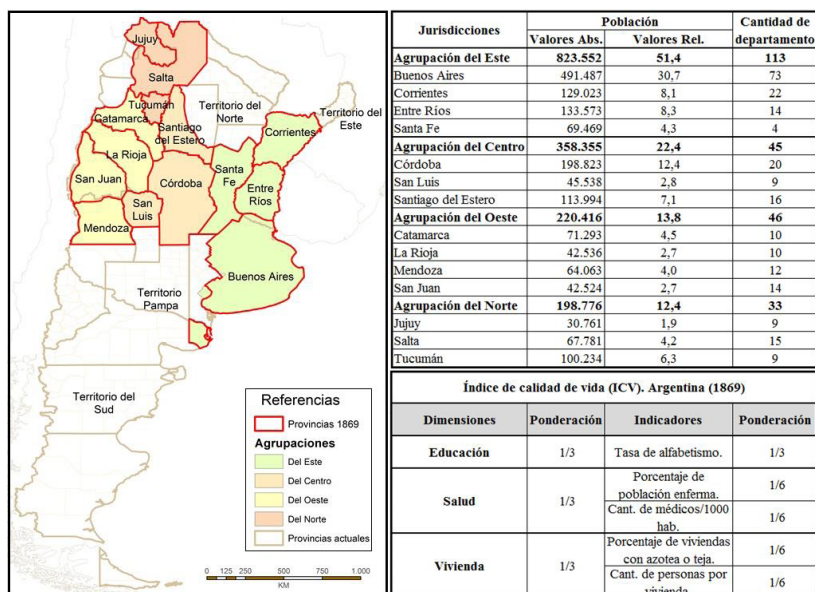 Jujuy
Salta
Tucumán
Catamarca
Santiago
del Estero
Territorio del
Norte
Territorio del
Este
Corrientes
La Rioja
San Juan
Santa
Fe
Córdoba
Entre
Ríos
San
Luis
Mendoza
Buenos Aires
Territorio
Pampa
Territorio del
Sud
Referencias
Provincias 1869
Agrupaciones
Del Este
Del Centro
Del Oeste
Del Norte
Provincias actuales
0 125 250 500 750 1.000
KM
Jurisdicciones Población Cantidad de departamento
Valores Abs. Valores Rel.
Agrupación del Este 823.552 51,4 113
Buenos Aires 491.487 30,7 73
Corrientes 129.023 8,1 22
Entre Ríos 133.573 8,3 14
Santa Fe 69.469 4,3 4
Agrupación del Centro 358.355 22,4 45
Córdoba 198.823 12,4 20
San Luis 45.538 2,8 9
Santiago del Estero 113.994 7,1 16
Agrupación del Oeste 220.416 13,8 46
Catamarca 71.293 4,5 10
La Rioja 42.536 2,7 10
Mendoza 64.063 4,0 12
San Juan 42.524 2,7 14
Agrupación del Norte 198.776 12,4 33
Jujuy 30.761 1,9 9
Salta 67.781 4,2 15
Tucumán 100.234 6,3 9
Índice de calidad de vida (ICV). Argentina (1869)
Dimensiones Ponderación Indicadores Ponderación
Educación 1/3 Tasa de alfabetismo. 1/3
Salud 1/3
Porcentaje de
población enferma. 1/6
Cant. de médicos/1000
hab. 1/6
Vivienda 1/3
Porcentaje de viviendas
con azotea o teja. 1/6
Cant. de personas por
vivienda 1/6